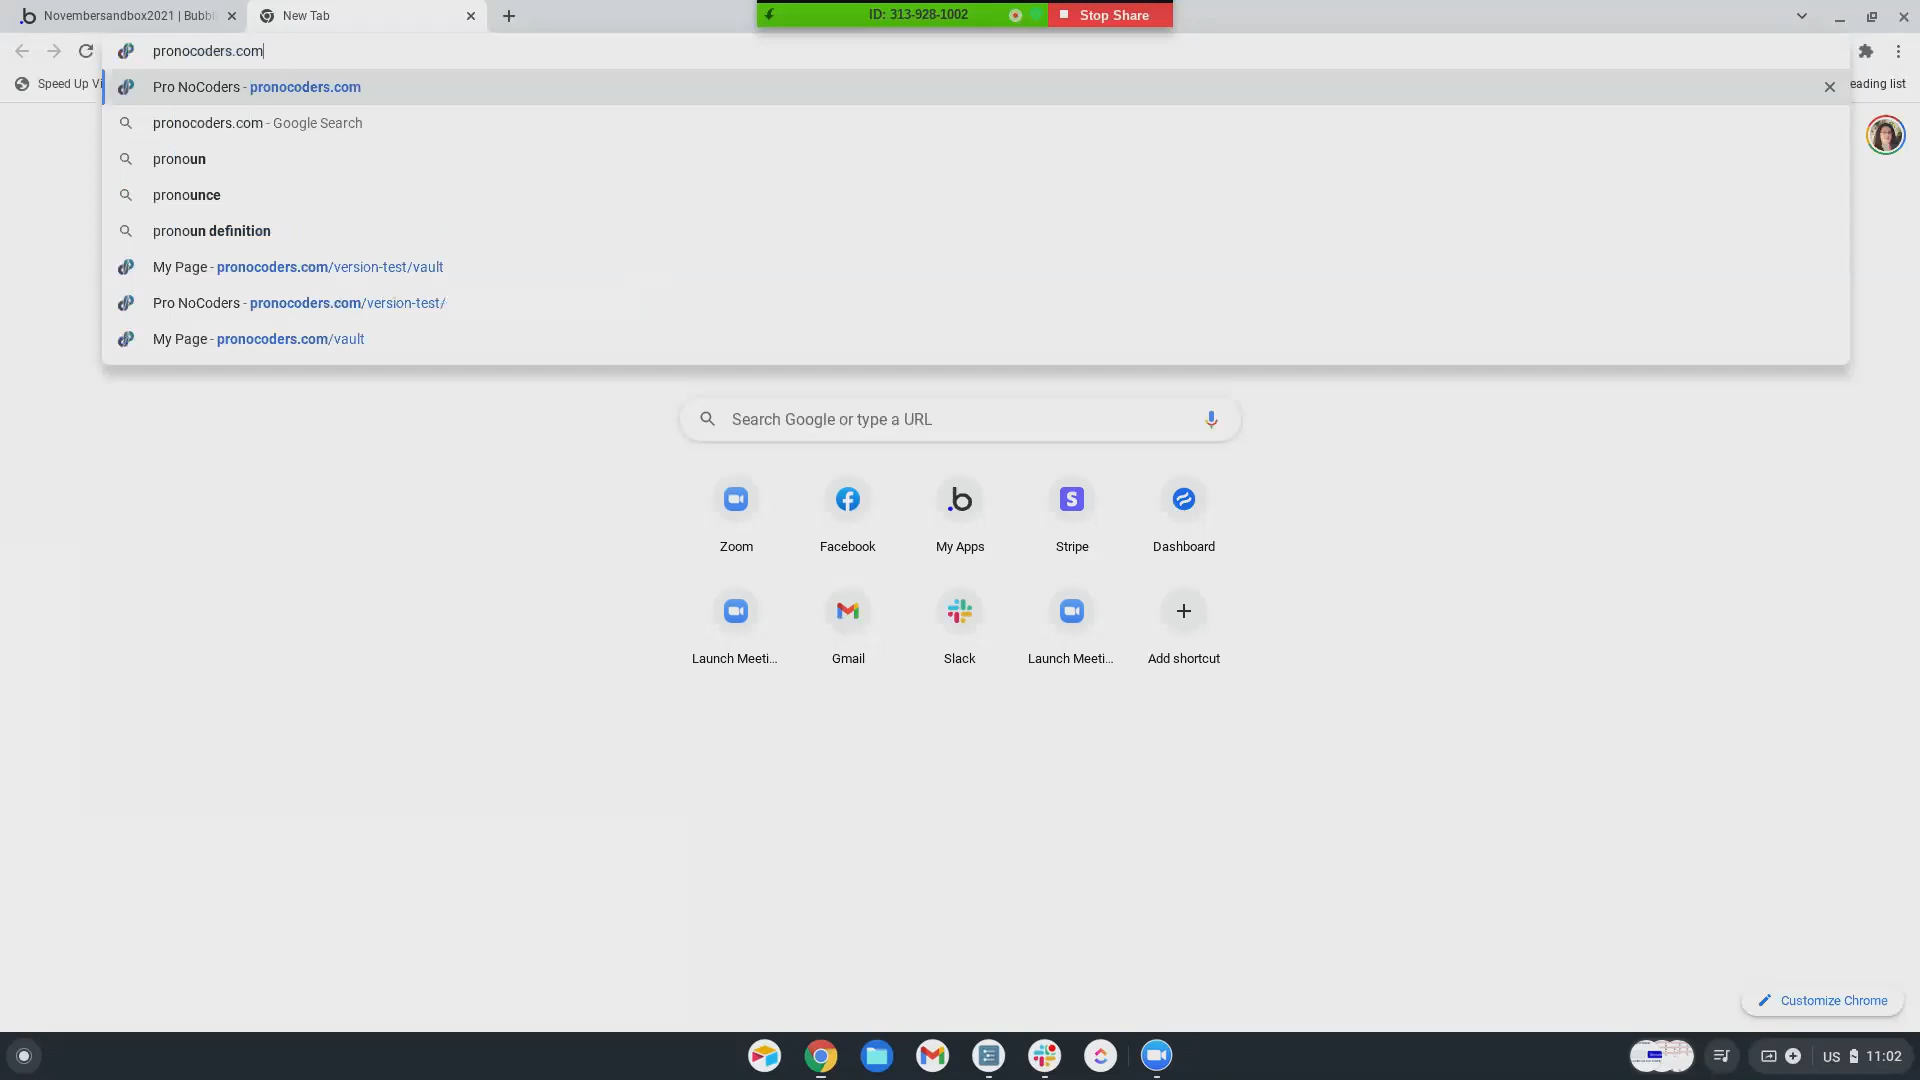 Novembersandbox2021 | Bubbl
New Tab
ID: 313-928-1002
Stop Share
pronocoders.com
Speed Up Vi
Pro NoCoders - pronocoders.com
eading list
pronocoders.com - Google Search
pronoun
pronounce
pronoun definition
My Page - pronocoders.com/version-test/vault
Pro NoCoders - pronocoders.com/version-test/
My Page - pronocoders.com/vault
Search Google or type a URL
Zoom
Facebook
My Apps
Stripe
Dashboard
Launch Meeti...
Gmail
Slack
Launch Meeti...
Add shortcut
Customize Chrome
US
11:02